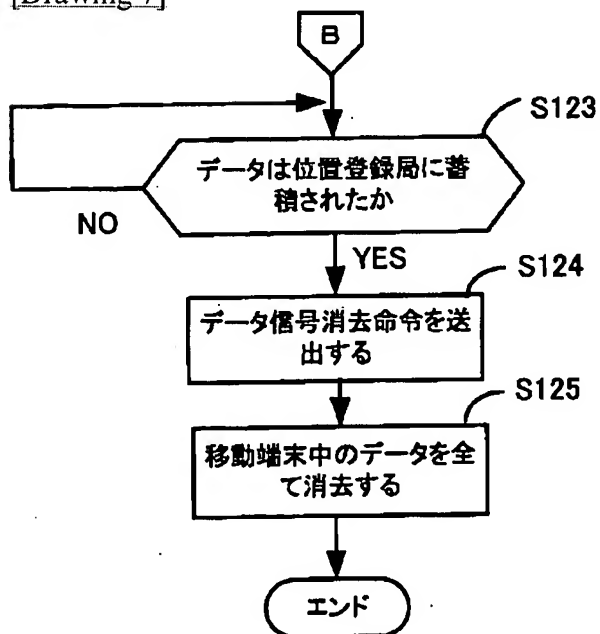 [Drawing 7]
B
S123
データは位置登録局に蓄
積されたか
NO
YES
S124
データ信号消去命令を送
出する
S125
移動端末中のデータを全
て消去する
エンド